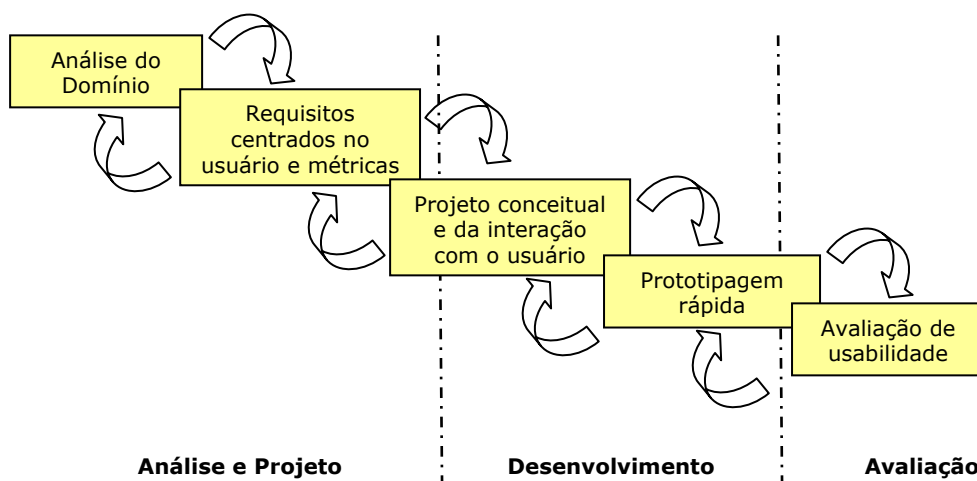 Análise do
Domínio
Requisitos
centrados no
usuário e métricas
Projeto conceitual
e da interação
com o usuário
Prototipagem
rápida
Avaliação de
usabilidade
Análise e Projeto
Desenvolvimento
Avaliação